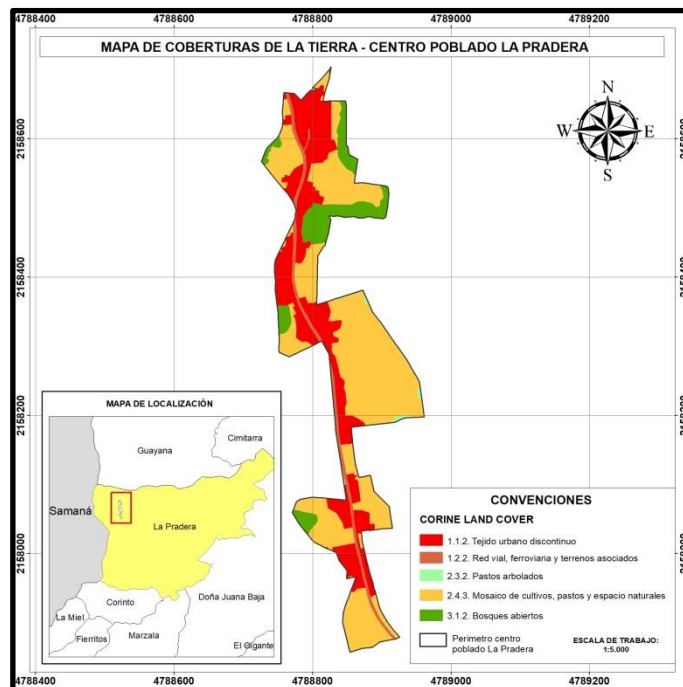 4788400 4788600 4788800 4789000 4789200
MAPA DE COBERTURAS DE LA TIERRA - CENTRO POBLADO LA PRADERA
N
W E
S
2158600 2158600
2158400 2158400
2158200 2158200
2158000 2158000
MAPA DE LOCALIZACIÓN
Cimitarra
Guayana
Samaná
La Pradera
Corinto
Doña Juana Baja
La Miel
Fierritos
Marzala
El Gigante
CONVENCIONES
CORINE LAND COVER
1.1.2. Tejido urbano discontinuo
1.2.2. Red vial, ferroviaria y terrenos asociados
2.3.2. Pastos arbolados
2.4.3. Mosaico de cultivos, pastos y espacio naturales
3.1.2. Bosques abiertos
Perimetro centro
poblado La Pradera
ESCALA DE TRABAJO:
1:5.000
4788400 4788600 4788800 4789000 4789200